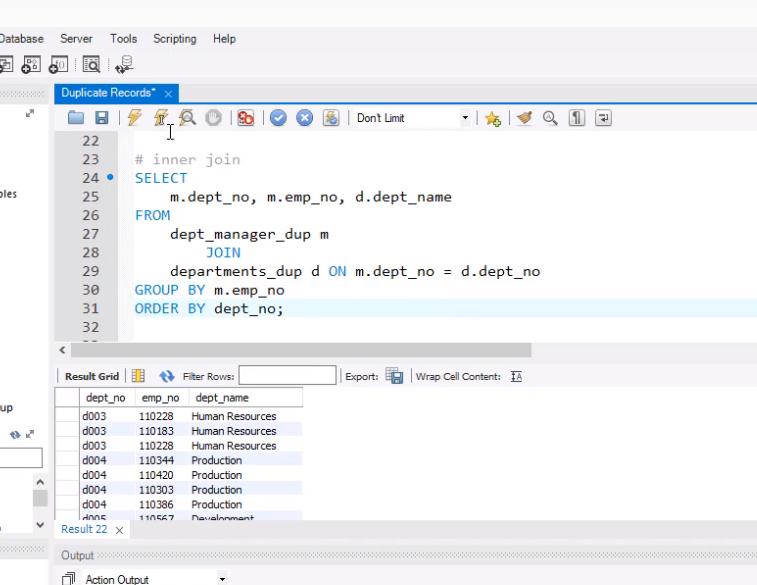 Database Server Tools Scripting Help
Duplicate Records*
Don't Limit
22
23 # inner join
24 SELECT
25 m.dept_no, m.emp_no, d.dept_name
26 FROM
27 dept_manager_dup m
28 JOIN
29 departments_dup d ON m.dept_no = d.dept_no
30 GROUP BY m.emp_no
31 ORDER BY dept_no;
32
Result Grid Filter Rows: Export: Wrap Cell Content:
dept_no emp_no dept_name
d003 110228 Human Resources
d003 110183 Human Resources
d003 110228 Human Resources
d004 110344 Production
d004 110420 Production
d004 110303 Production
d004 110386 Production
d005 110567 Development
Result 22
Output
Action Output